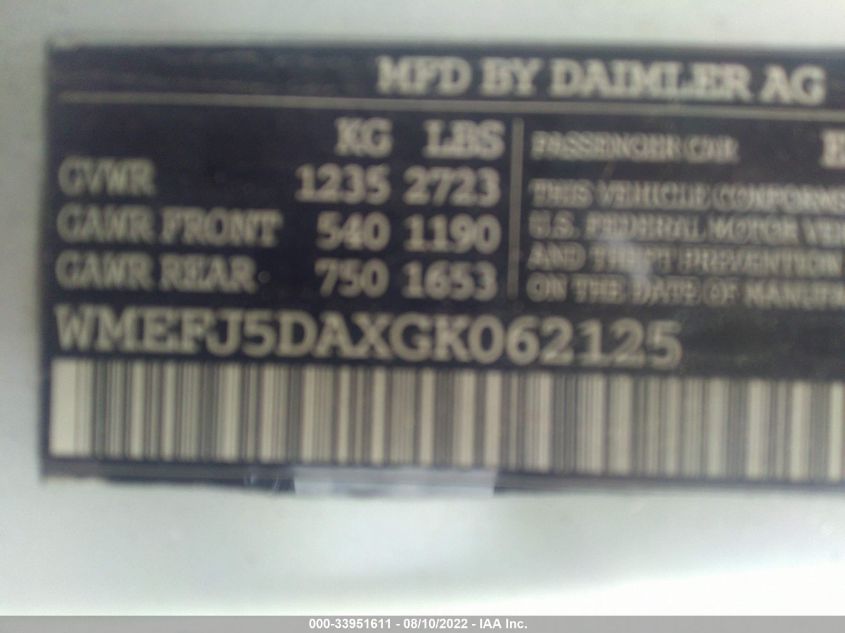 MFD BY DAIMLER AG
KG LBS
GVWR 1235 2723
GAWR FRONT 540 1190
GAWR REAR 750 1653
PASSENGER CAR
THIS VEHICLE CONFORMS
U.S. FEDERAL MOTOR
AND THEFT PREVENTION
ON THE DATE OF
WMEFJ5DAXGK062125
000-33951611 - 08/10/2022 - IAA Inc.